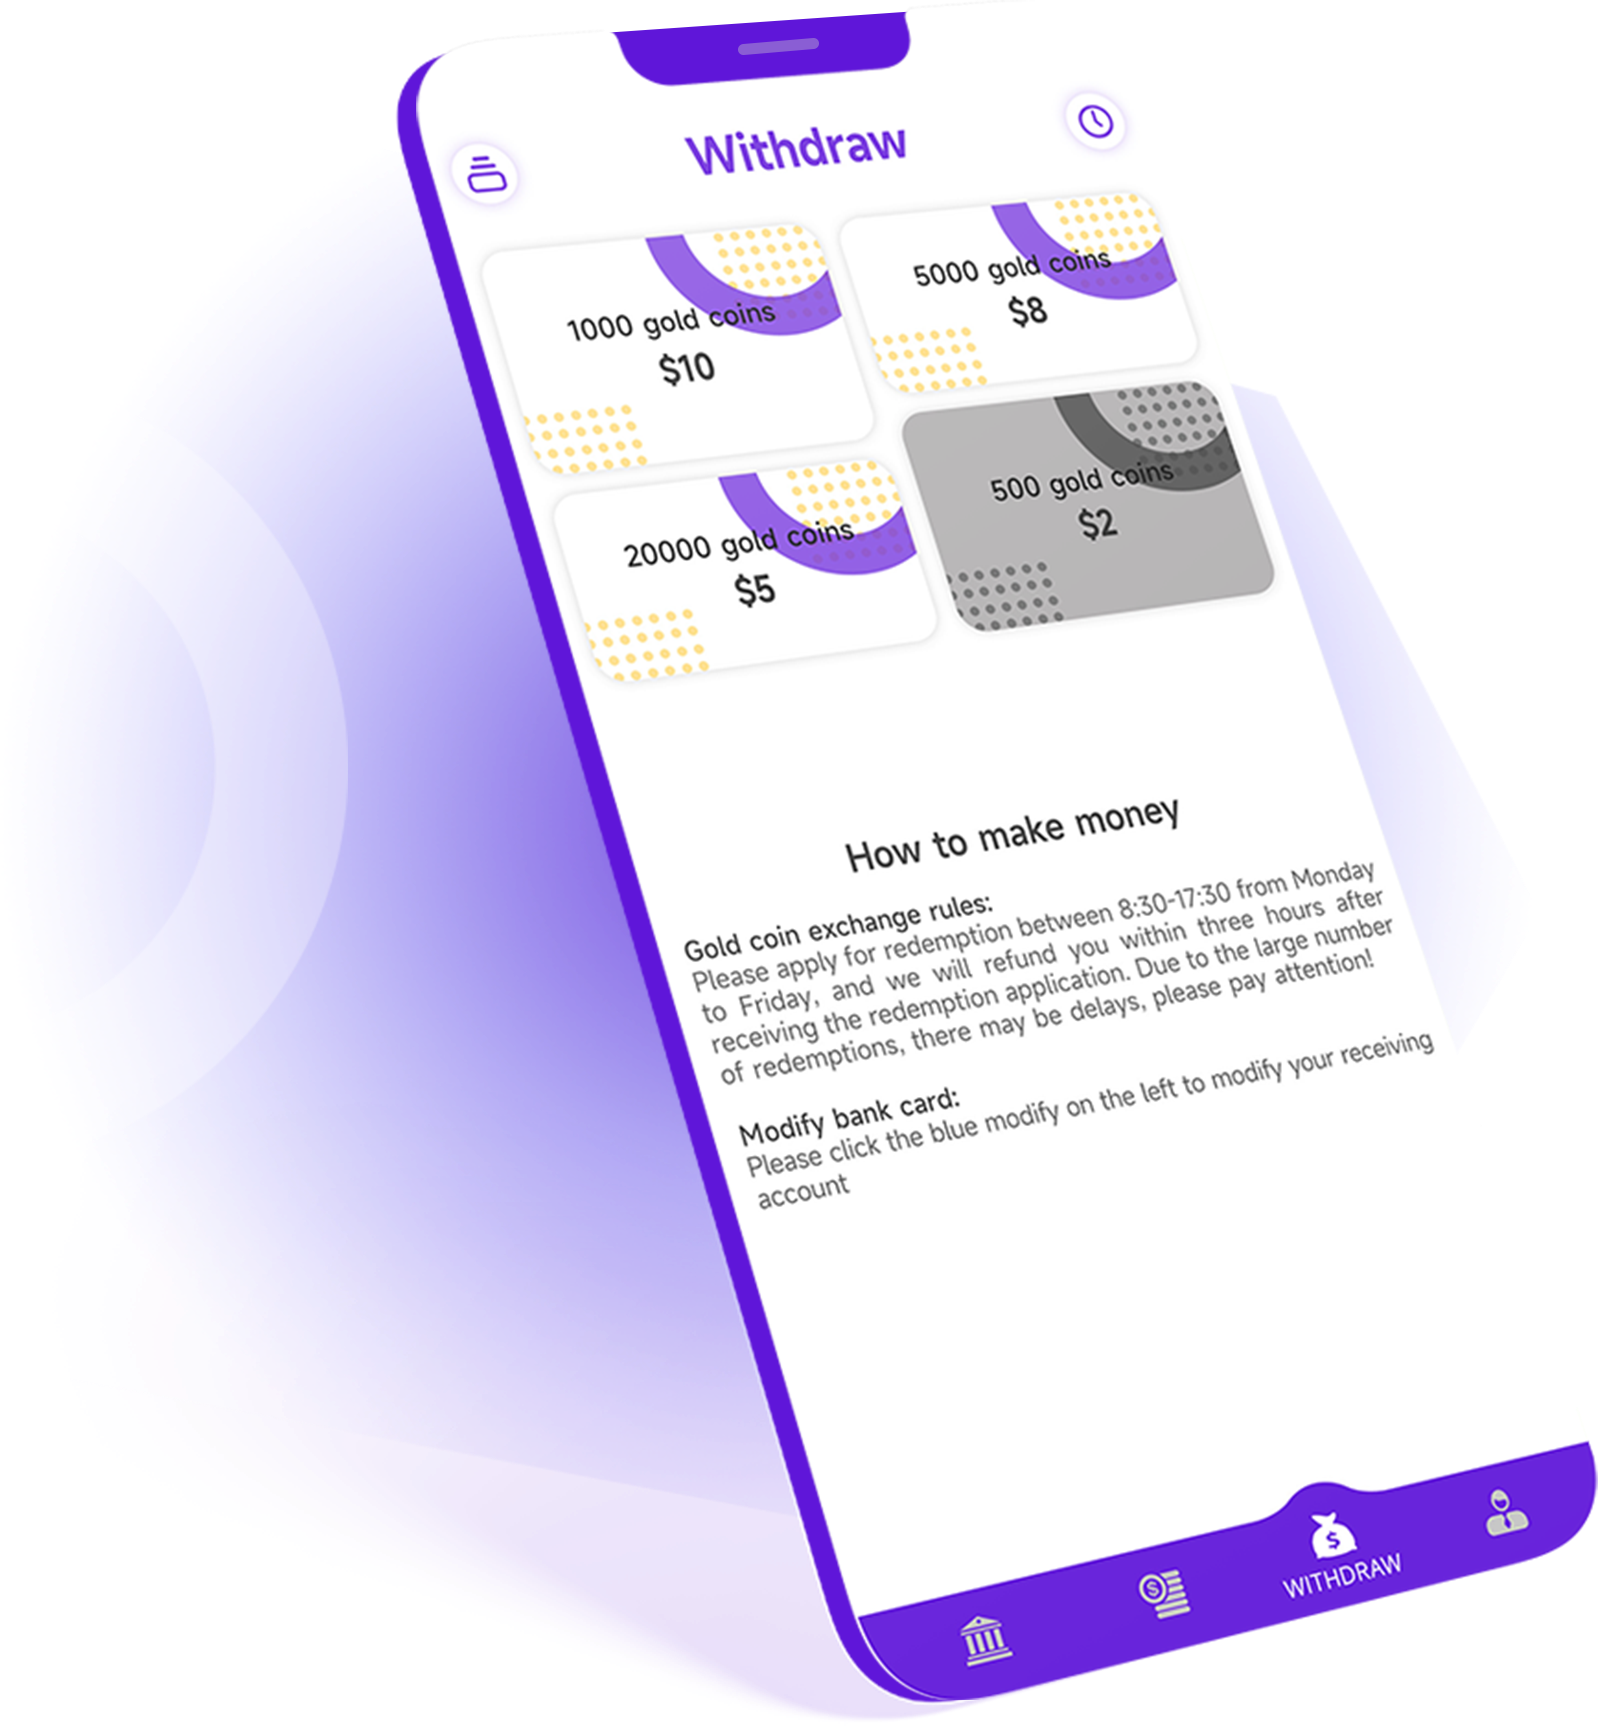 Withdraw
1000 gold coins
$10
5000 gold coins
$8
20000 gold coins
$5
500 gold coins
$2
How to make money
Gold coin exchange rules:
Please apply for redemption between 8:30-17:30 from Monday
to Friday, and we will refund you within three hours after
receiving the redemption application. Due to the large number
of redemptions, there may be delays, please pay attention!
Modify bank card:
Please click the blue modify on the left to modify your receiving
account
$
$
WITHDRAW